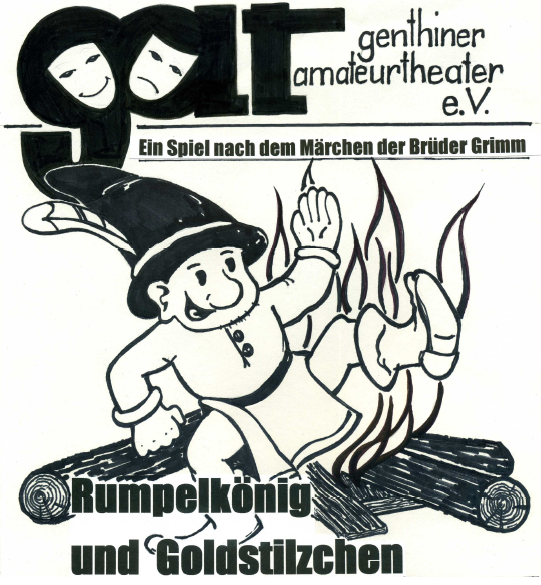 gat
genthiner
amateurtheater
e.V.
Ein Spiel nach dem Märchen der Brüder Grimm
Rumpelkönig
und Goldstilzchen